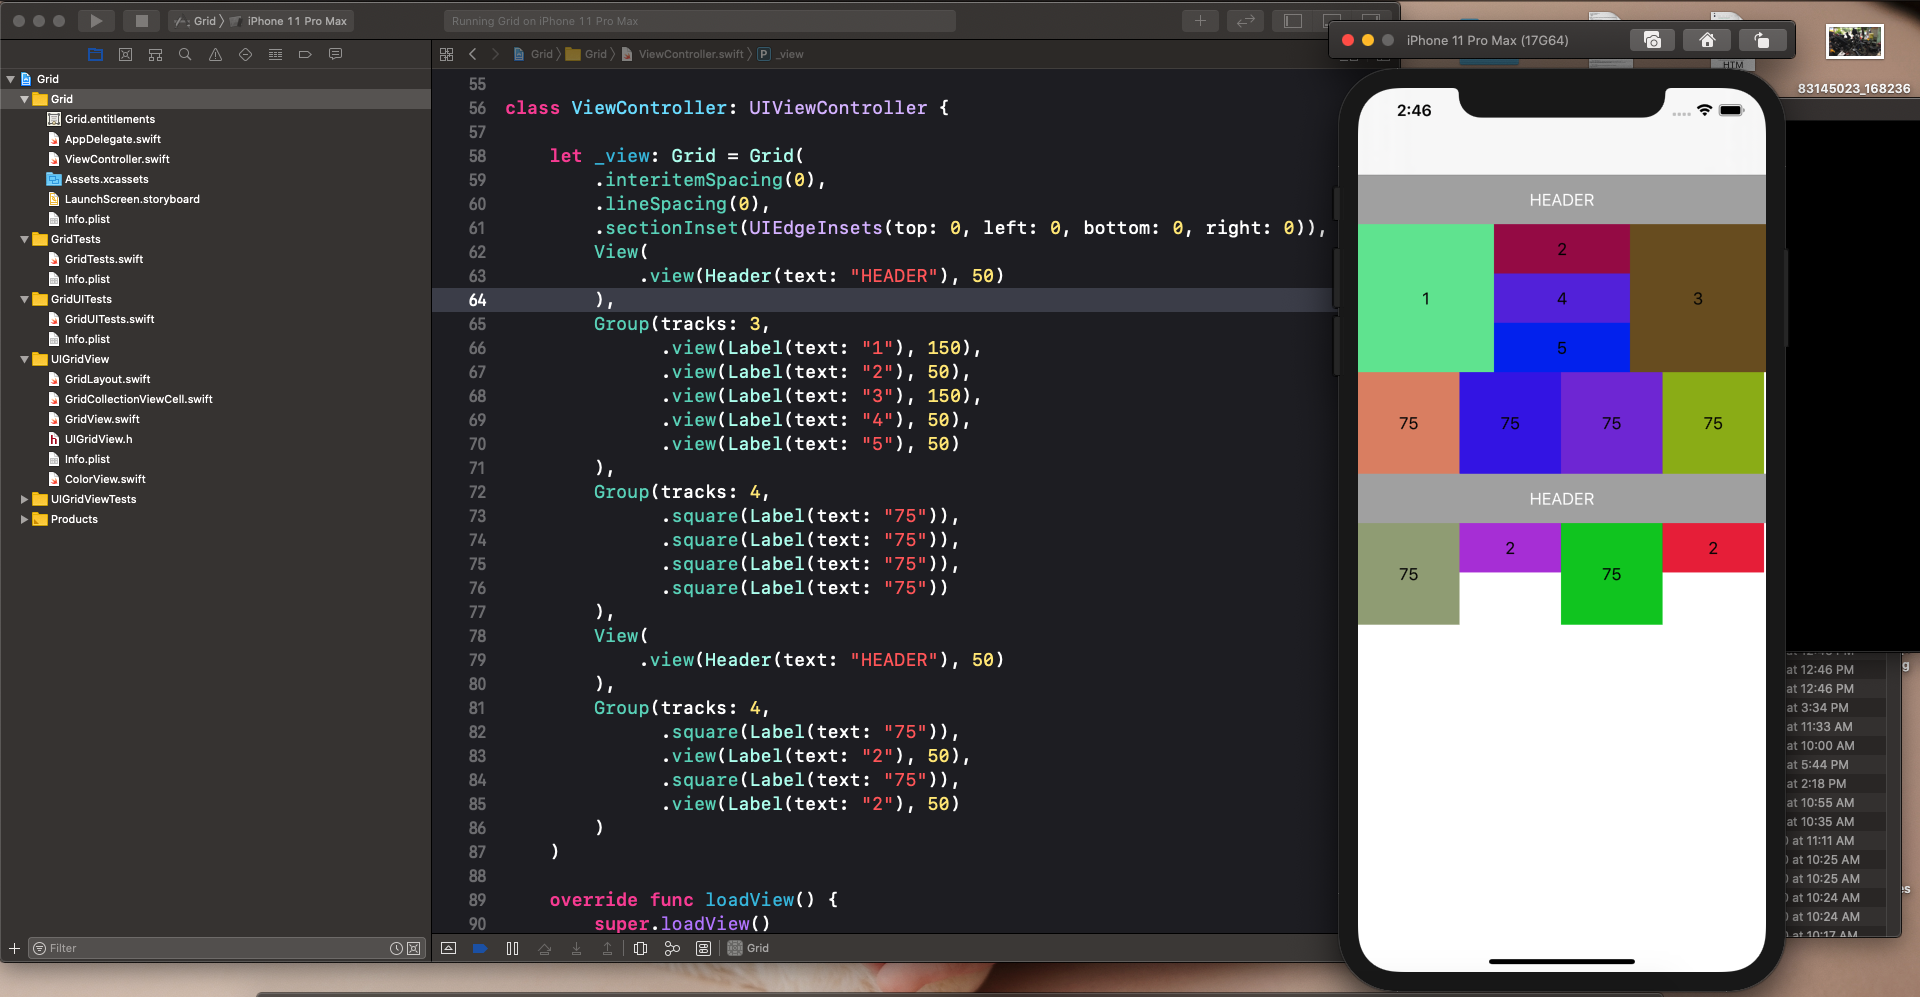 Grid
iPhone 11 Pro Max
Running Grid on iPhone 11 Pro Max
Grid
Grid
ViewController.swift
P
_view
iPhone 11 Pro Max (17G64)
HTM
83145023_168236
Grid
Grid
Grid.entitlements
AppDelegate.swift
ViewController.swift
Assets.xcassets
LaunchScreen.storyboard
Info.plist
GridTests
GridTests.swift
Info.plist
GridUITests
GridUITests.swift
Info.plist
UIGridView
GridLayout.swift
GridCollectionViewCell.swift
GridView.swift
h
UIGridView.h
Info.plist
ColorView.swift
UIGridViewTests
Products
Filter
55
56 class ViewController: UIViewController {
57
58 let _view: Grid = Grid(
59 .interitemSpacing(0),
60 .lineSpacing(0),
61 .sectionInset(UIEdgeInsets(top: 0, left: 0, bottom: 0, right: 0)),
62 View(
63 .view(Header(text: "HEADER"), 50)
64 ),
65 Group(tracks: 3,
66 .view(Label(text: "1"), 150),
67 .view(Label(text: "2"), 50),
68 .view(Label(text: "3"), 150),
69 .view(Label(text: "4"), 50),
70 .view(Label(text: "5"), 50)
71 ),
72 Group(tracks: 4,
73 .square(Label(text: "75")),
74 .square(Label(text: "75")),
75 .square(Label(text: "75")),
76 .square(Label(text: "75"))
77 ),
78 View(
79 .view(Header(text: "HEADER"), 50)
80 ),
81 Group(tracks: 4,
82 .square(Label(text: "75")),
83 .view(Label(text: "2"), 50),
84 .square(Label(text: "75")),
85 .view(Label(text: "2"), 50)
86 )
87 )
88
89 override func loadView() {
90 super.loadView()
Grid
2:46
HEADER
1
2
3
4
5
75
75
75
75
HEADER
75
2
75
2
at 12:46 PM
at 12:46 PM
at 3:34 PM
at 11:33 AM
at 10:00 AM
at 5:44 PM
at 2:18 PM
at 10:55 AM
at 10:35 AM
at 11:11 AM
at 10:25 AM
at 10:25 AM
at 10:24 AM
at 10:24 AM
at 10:17 AM